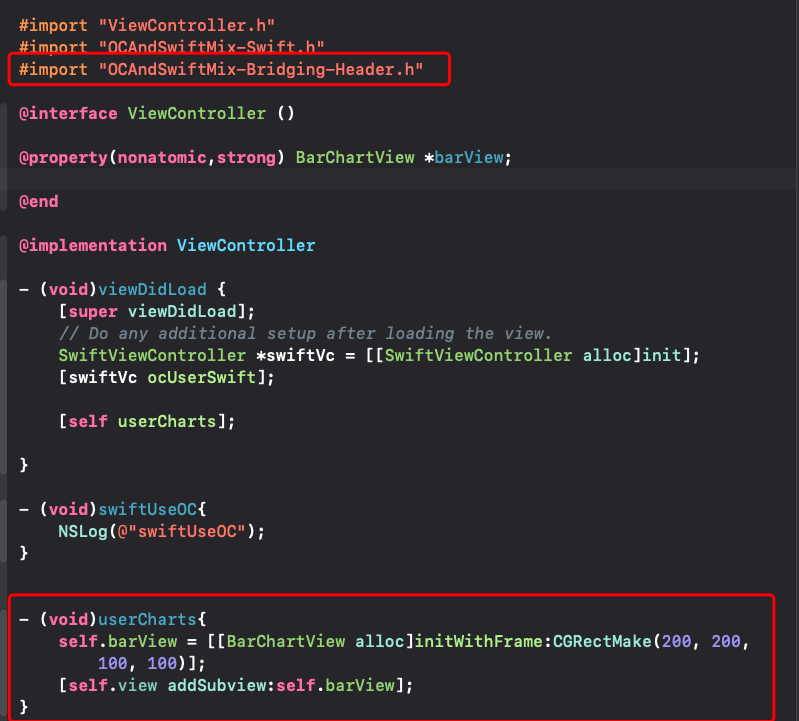 #import "ViewController.h"
#import "OCAndSwiftMix-Swift.h"
#import "OCAndSwiftMix-Bridging-Header.h"
@interface ViewController ()
@property(nonatomic,strong) BarChartView *barView;
@end
@implementation ViewController
- (void)viewDidLoad {
[super viewDidLoad];
// Do any additional setup after loading the view.
SwiftViewController *swiftVc = [[SwiftViewController alloc]init];
[swiftVc ocUserSwift];
[self userCharts];
}
- (void)swiftUseOC{
NSLog(@"swiftUseOC");
}
- (void)userCharts{
self.barView = [[BarChartView alloc]initWithFrame:CGRectMake(200, 200,
100, 100)];
[self.view addSubview:self.barView];
}